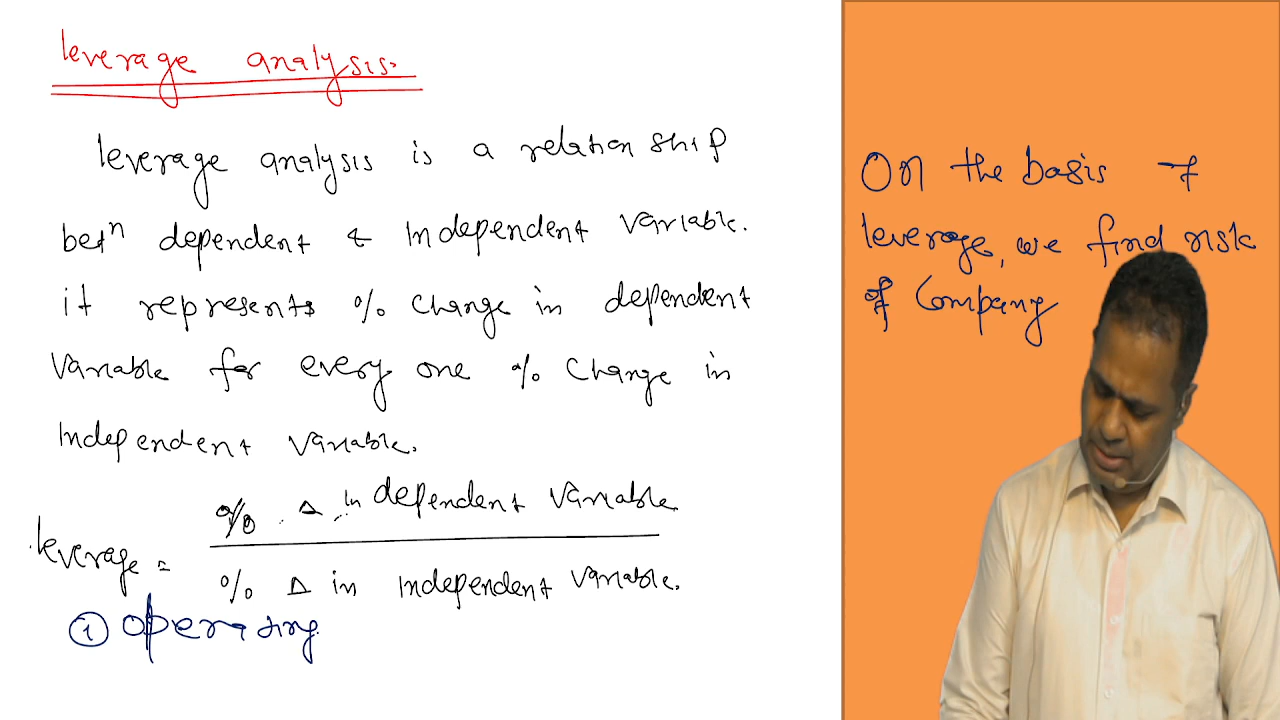 leverage analysis.
leverage analysis is a relation ship
betⁿ dependent & Independent variable.
it represents % change in dependent
variable for every one % change in
Independent variable.
% Δ in dependent variable
leverage =
% Δ in Independent variable.
① operating
On the basis of
leverage, we find risk
of Company